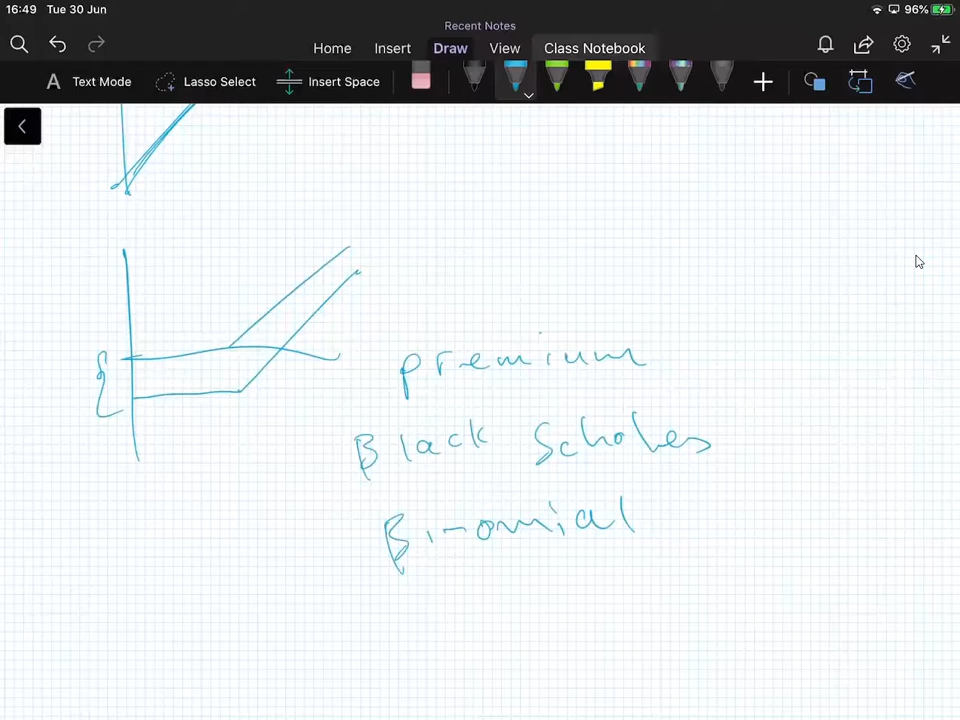 16:49 Tue 30 Jun 96%
Recent Notes
Home Insert Draw View Class Notebook
Text Mode Lasso Select Insert Space
premium
Black Scholes
Binomial